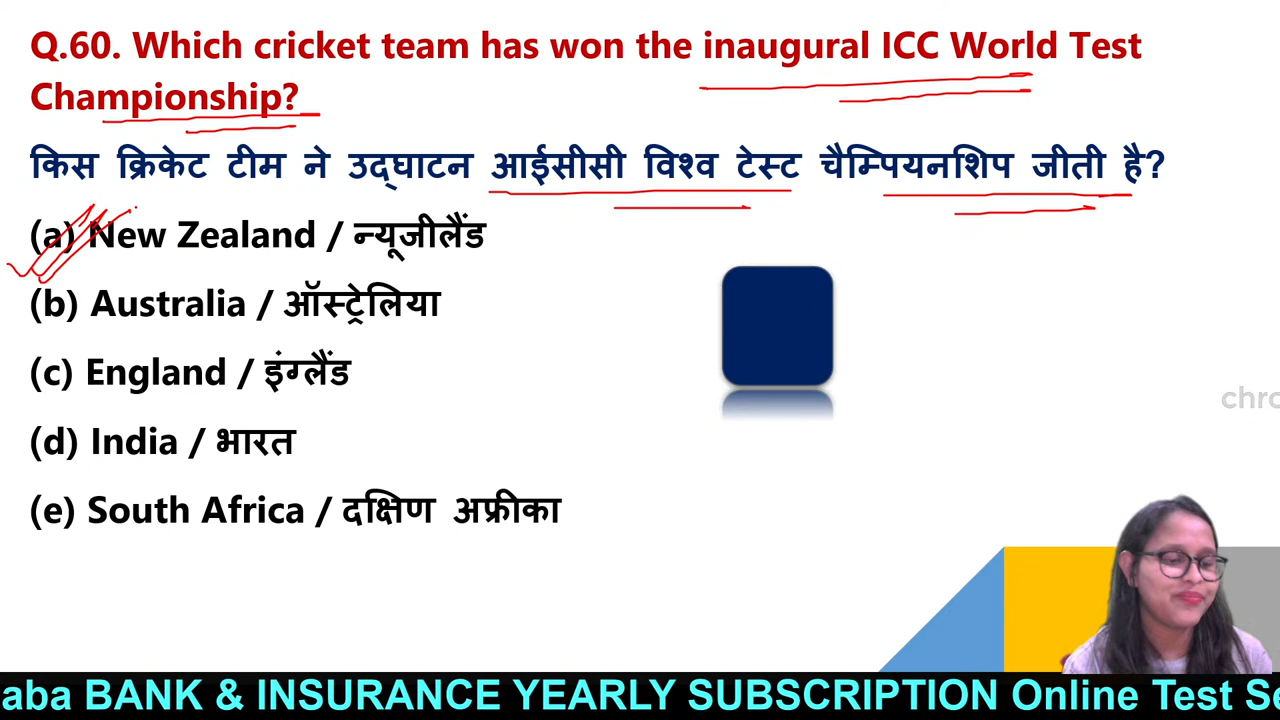 Q.60. Which cricket team has won the inaugural ICC World Test
Championship?
किस क्रिकेट टीम ने उद्घाटन आईसीसी विश्व टेस्ट चैम्पियनशिप जीती है?
(a) New Zealand / न्यूजीलैंड
(b) Australia / ऑस्ट्रेलिया
(c) England / इंग्लैंड
chro
(d) India / भारत
(e) South Africa / दक्षिण अफ्रीका
aba BANK & INSURANCE YEARLY SUBSCRIPTION Online Test Se